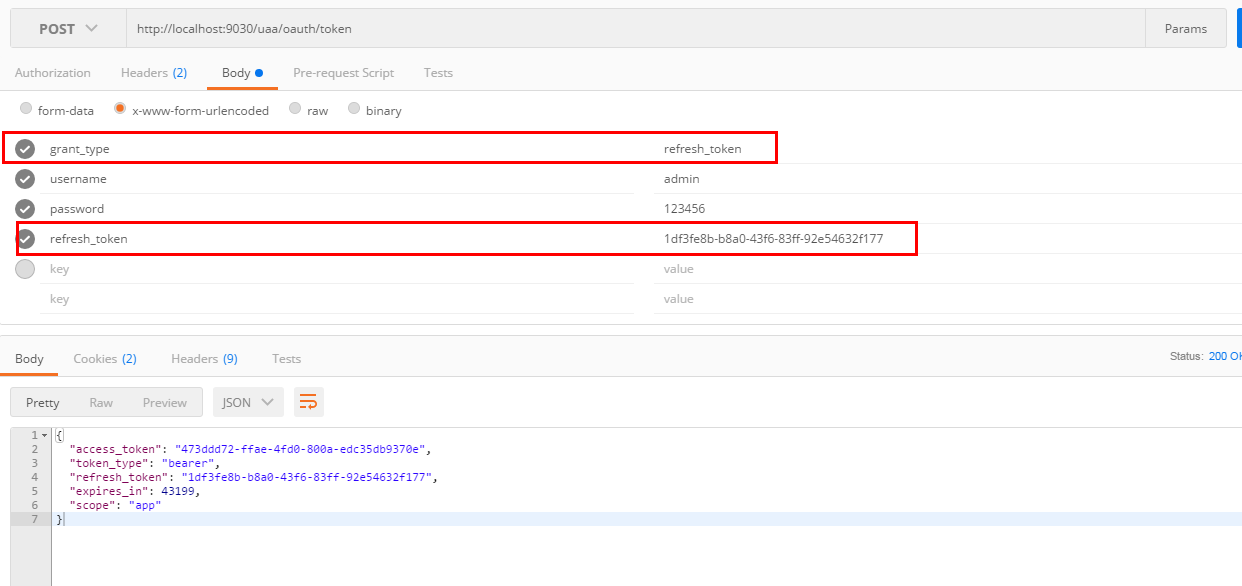 POST http://localhost:9030/uaa/oauth/token Params
Authorization Headers (2) Body Pre-request Script Tests
form-data x-www-form-urlencoded raw binary
grant_type refresh_token
username admin
password 123456
refresh_token 1df3fe8b-b8a0-43f6-83ff-92e54632f177
key value
key value
Body Cookies (2) Headers (9) Tests Status: 200 OK
Pretty Raw Preview JSON
1 {
2 "access_token": "473ddd72-ffae-4fd0-800a-edc35db9370e",
3 "token_type": "bearer",
4 "refresh_token": "1df3fe8b-b8a0-43f6-83ff-92e54632f177",
5 "expires_in": 43199,
6 "scope": "app"
7 }